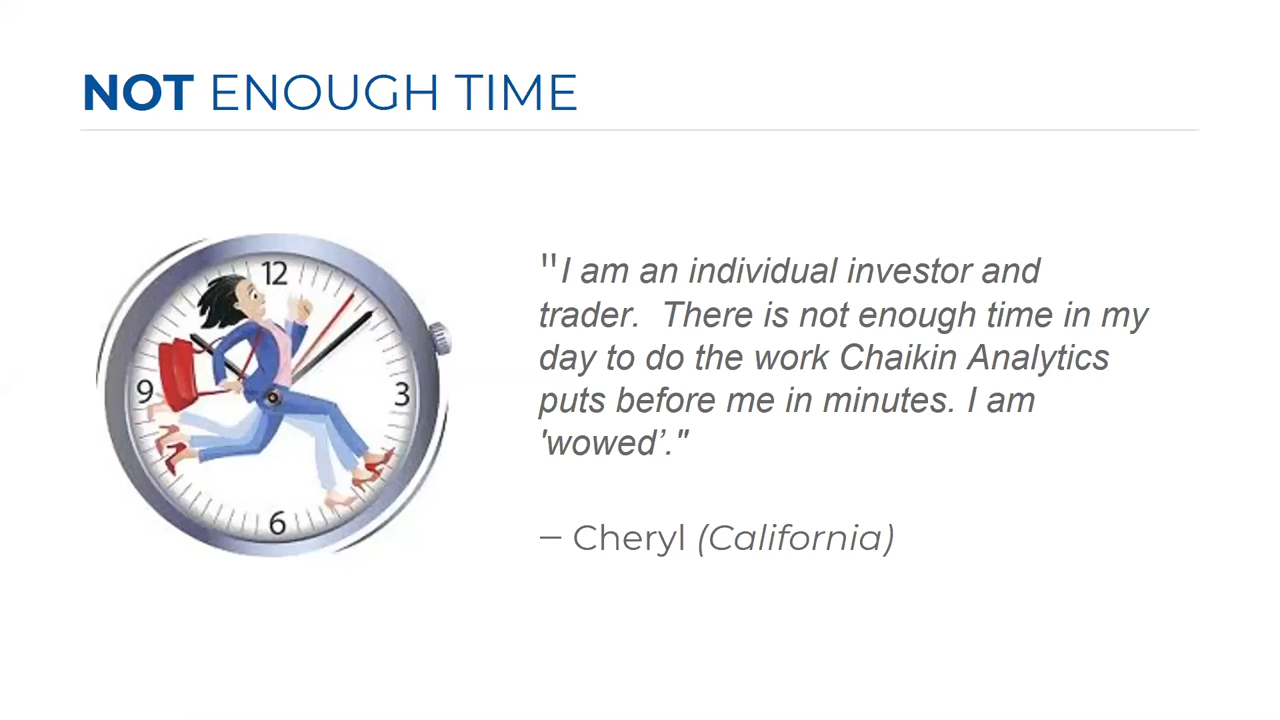 NOT ENOUGH TIME
12
9
3
6
"I am an individual investor and
trader.  There is not enough time in my
day to do the work Chaikin Analytics
puts before me in minutes. I am
'wowed’."
– Cheryl (California)